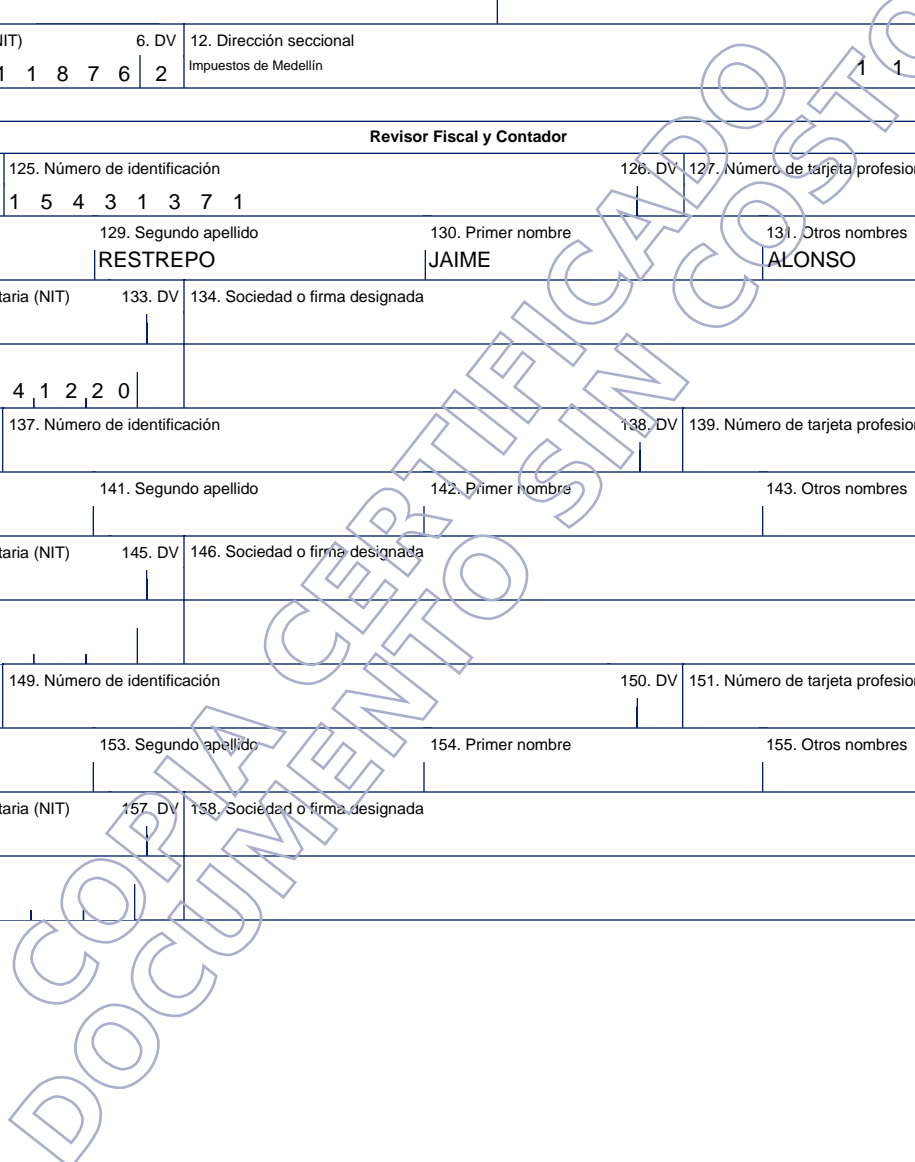 NIT) 6. DV 12. Dirección seccional
1 1 8 7 6 2 Impuestos de Medellín 1 1
Revisor Fiscal y Contador
125. Número de identificación 126. DV 127. Número de tarjeta profesion
1 5 4 3 1 3 7 1
129. Segundo apellido 130. Primer nombre 131. Otros nombres
RESTREPO JAIME ALONSO
taria (NIT) 133. DV 134. Sociedad o firma designada
4 1 2 2 0
137. Número de identificación 138. DV 139. Número de tarjeta profesion
141. Segundo apellido 142. Primer nombre 143. Otros nombres
taria (NIT) 145. DV 146. Sociedad o firma designada
149. Número de identificación 150. DV 151. Número de tarjeta profesion
153. Segundo apellido 154. Primer nombre 155. Otros nombres
taria (NIT) 157. DV 158. Sociedad o firma designada
COPIA CERTIFICADO
DOCUMENTO SIN COSTO